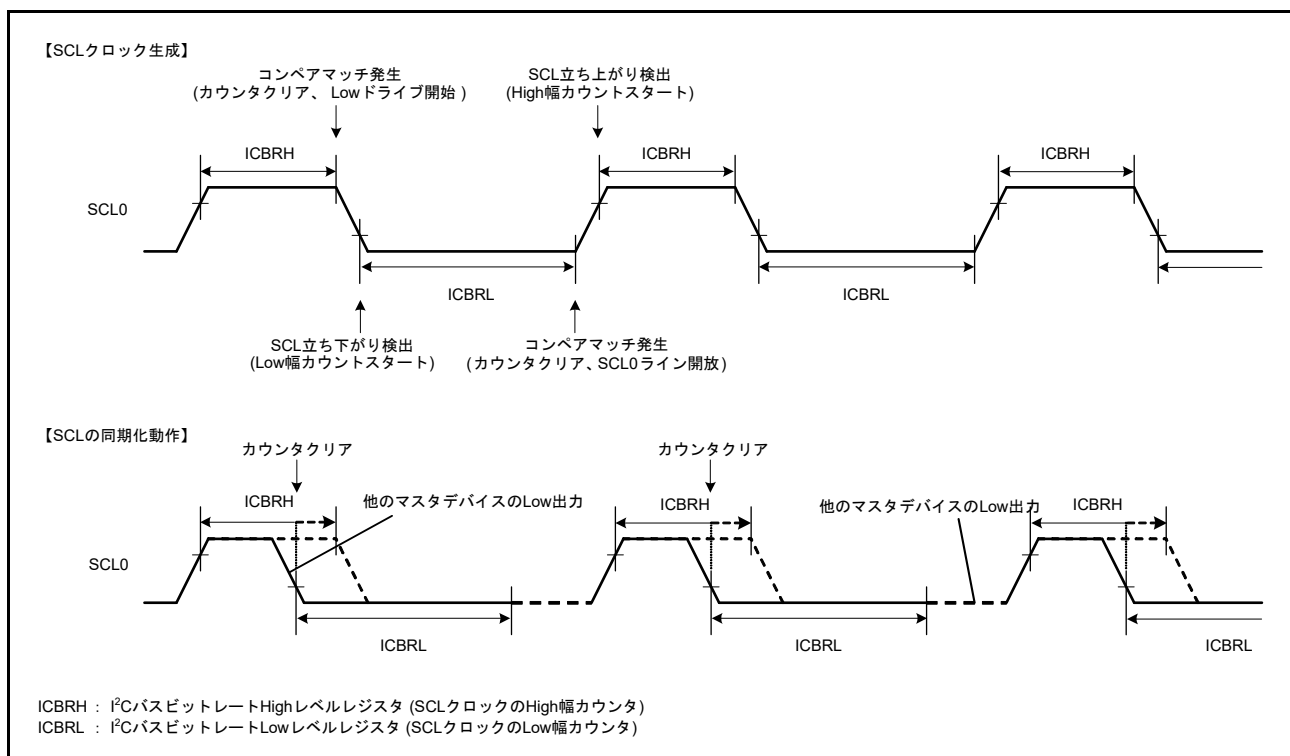 【SCLクロック生成】
コンペアマッチ発生
(カウンタクリア、 Lowドライブ開始 )
SCL立ち上がり検出
(High幅カウントスタート)
ICBRH
ICBRH
ICBRH
SCL0
ICBRL
ICBRL
SCL立ち下がり検出
(Low幅カウントスタート)
コンペアマッチ発生
(カウンタクリア、SCL0ライン開放)
【SCLの同期化動作】
カウンタクリア
カウンタクリア
ICBRH
他のマスタデバイスのLow出力
ICBRH
他のマスタデバイスのLow出力
ICBRH
SCL0
ICBRL
ICBRL
ICBRL
ICBRH : I²CバスビットレートHighレベルレジスタ (SCLクロックのHigh幅カウンタ)
ICBRL : I²CバスビットレートLowレベルレジスタ (SCLクロックのLow幅カウンタ)